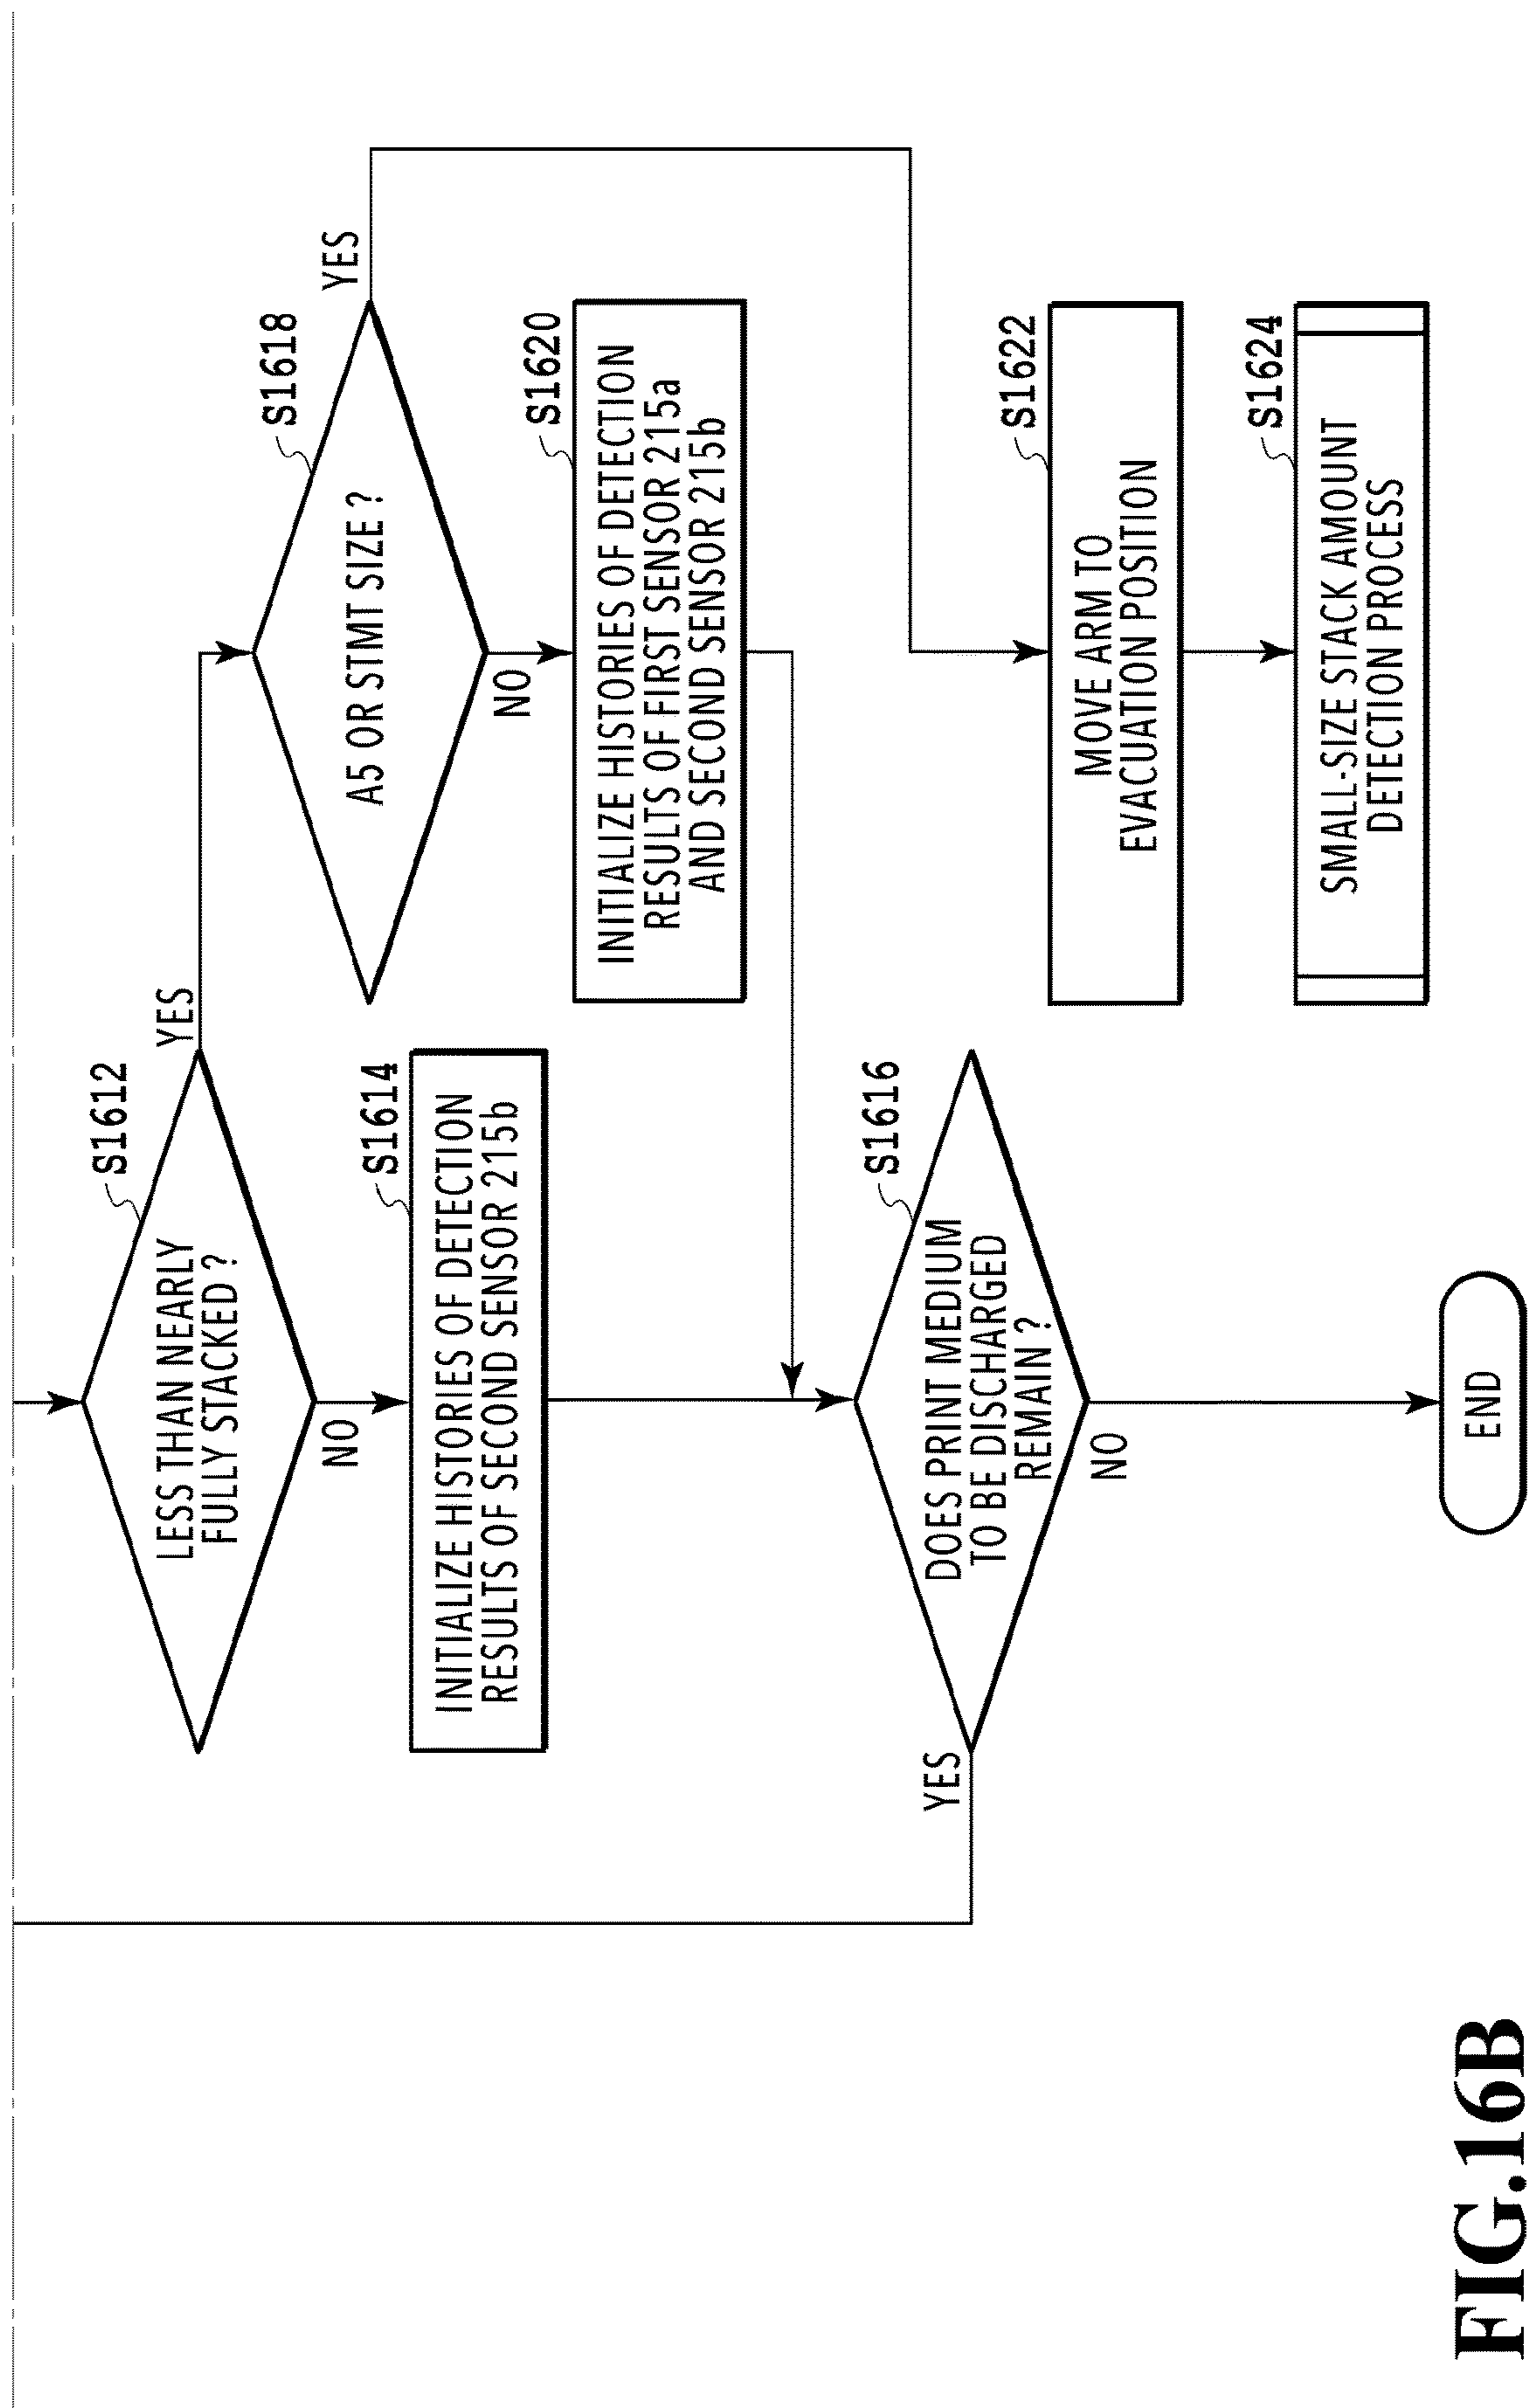 S1612
LESS THAN NEARLY
FULLY STACKED ?
YES
NO
S1614
INITIALIZE HISTORIES OF DETECTION
RESULTS OF SECOND SENSOR 215b
S1618
A5 OR STMT SIZE ?
YES
NO
S1620
INITIALIZE HISTORIES OF DETECTION
RESULTS OF FIRST SENSOR 215a
AND SECOND SENSOR 215b
S1616
DOES PRINT MEDIUM
TO BE DISCHARGED
REMAIN ?
YES
NO
S1622
MOVE ARM TO
EVACUATION POSITION
S1624
SMALL-SIZE STACK AMOUNT
DETECTION PROCESS
END
FIG.16B